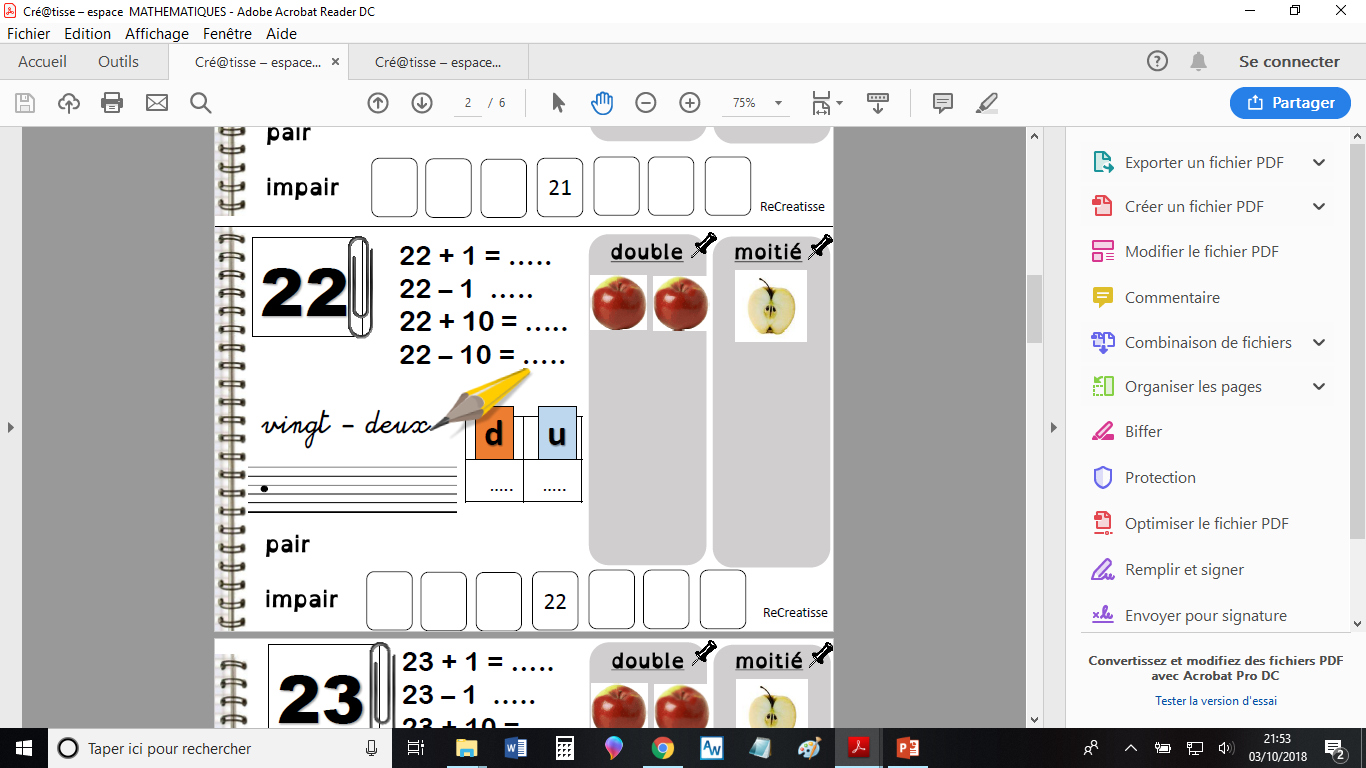 Cré@tisse – espace  MATHEMATIQUES - Adobe Acrobat Reader DC
Fichier Edition Affichage Fenêtre Aide
Accueil Outils Cré@tisse – espace... × Cré@tisse – espace... Se connecter
2 / 6 75% Partager
pair
impair 21 ReCreatisse
22
22 + 1 = .....
22 – 1 .....
22 + 10 = .....
22 – 10 = .....
double moitié
vingt - deux
d u
..... .....
pair
impair 22 ReCreatisse
23
23 + 1 = .....
23 – 1 .....
23 + 10 =
double moitié
Exporter un fichier PDF
Créer un fichier PDF
Modifier le fichier PDF
Commentaire
Combinaison de fichiers
Organiser les pages
Biffer
Protection
Optimiser le fichier PDF
Remplir et signer
Envoyer pour signature
Convertissez et modifiez des fichiers PDF
avec Acrobat Pro DC
Tester la version d'essai
Taper ici pour rechercher
21:53
03/10/2018
2